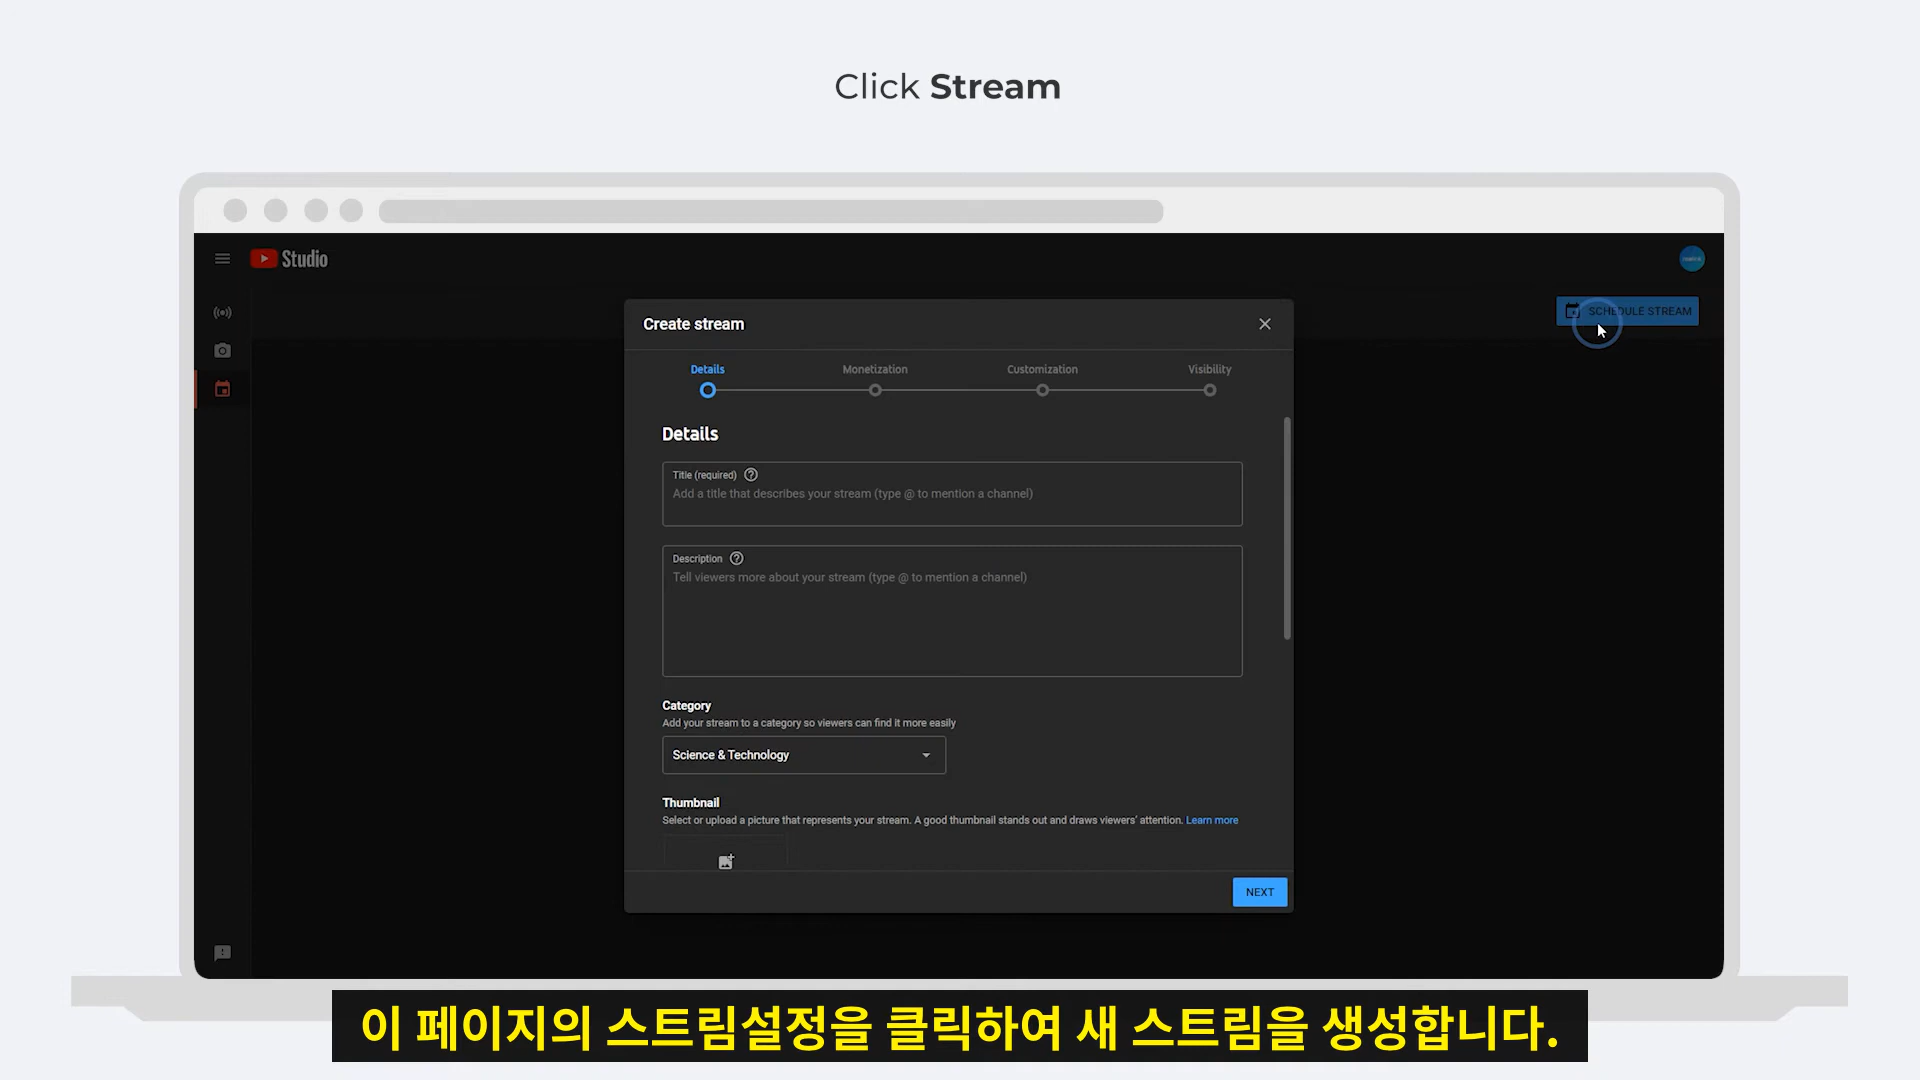 Click Stream
Studio
SCHEDULE STREAM
Create stream
Details
Monetization
Customization
Visibility
Details
Title (required)
Add a title that describes your stream (type @ to mention a channel)
Description
Tell viewers more about your stream (type @ to mention a channel)
Category
Add your stream to a category so viewers can find it more easily
Science & Technology
Thumbnail
Select or upload a picture that represents your stream. A good thumbnail stands out and draws viewers' attention. Learn more
NEXT
이 페이지의 스트림설정을 클릭하여 새 스트림을 생성합니다.